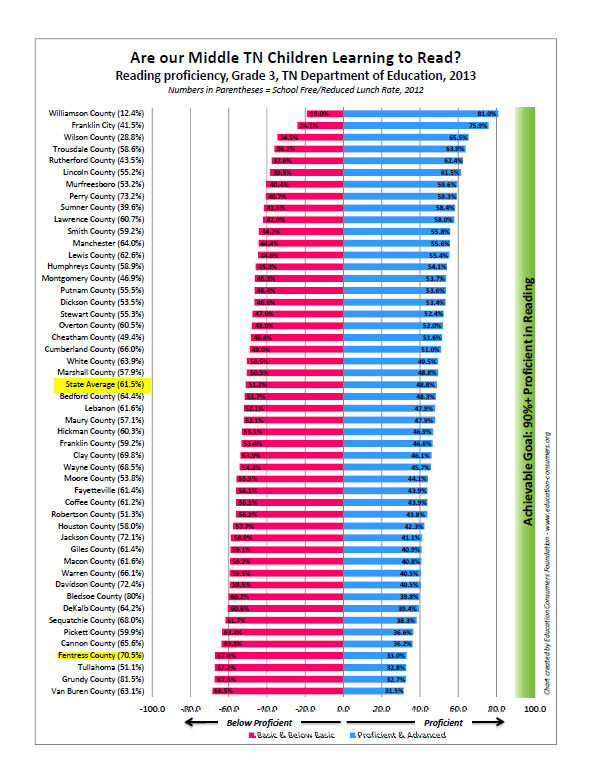 Are our Middle TN Children Learning to Read?
Reading proficiency, Grade 3, TN Department of Education, 2013
Numbers in Parentheses = School Free/Reduced Lunch Rate, 2012
Williamson County (12.4%) 19.0% 81.0%
Franklin City (41.5%) 24.1% 75.9%
Wilson County (28.8%) 34.5% 65.5%
Trousdale County (58.6%) 36.1% 63.9%
Rutherford County (43.5%) 37.6% 62.4%
Lincoln County (55.2%) 38.5% 61.5%
Murfreesboro (53.2%) 40.4% 59.6%
Perry County (73.2%) 40.7% 59.3%
Sumner County (39.6%) 41.6% 58.4%
Lawrence County (60.7%) 42.0% 58.0%
Smith County (59.2%) 44.2% 55.8%
Manchester (64.0%) 44.4% 55.6%
Lewis County (62.6%) 44.6% 55.4%
Humphreys County (58.9%) 45.9% 54.1%
Montgomery County (46.9%) 46.3% 53.7%
Putnam County (55.5%) 46.4% 53.6%
Dickson County (53.5%) 46.6% 53.4%
Stewart County (55.3%) 47.6% 52.4%
Overton County (60.5%) 48.0% 52.0%
Cheatham County (49.4%) 48.4% 51.6%
Cumberland County (66.0%) 49.0% 51.0%
White County (63.9%) 50.5% 49.5%
Marshall County (57.9%) 50.5% 48.8%
State Average (61.5%) 51.2% 48.8%
Bedford County (64.4%) 51.7% 48.3%
Lebanon (61.6%) 52.1% 47.9%
Maury County (57.1%) 52.1% 47.9%
Hickman County (60.3%) 53.1% 46.9%
Franklin County (59.2%) 53.4% 46.6%
Clay County (69.8%) 53.9% 46.1%
Wayne County (68.5%) 54.3% 45.7%
Moore County (53.8%) 55.9% 44.1%
Fayetteville (61.4%) 56.1% 43.9%
Coffee County (61.2%) 56.1% 43.9%
Robertson County (51.3%) 56.2% 43.8%
Houston County (58.0%) 57.7% 42.3%
Jackson County (72.1%) 58.9% 41.1%
Giles County (61.4%) 59.1% 40.9%
Macon County (61.6%) 59.2% 40.8%
Warren County (66.1%) 59.5% 40.5%
Davidson County (72.4%) 59.5% 40.5%
Bledsoe County (80%) 60.2% 39.8%
DeKalb County (64.2%) 60.6% 39.4%
Sequatchie County (68.0%) 61.7% 38.3%
Pickett County (59.9%) 63.4% 36.6%
Cannon County (65.6%) 63.8% 36.2%
Fentress County (70.5%) 67.0% 33.0%
Tullahoma (51.1%) 67.2% 32.8%
Grundy County (81.5%) 67.3% 32.7%
Van Buren County (63.1%) 68.5% 31.5%
-100.0 -80.0 -60.0 -40.0 -20.0 0.0 20.0 40.0 60.0 80.0 100.0
Below Proficient Proficient
Basic & Below Basic Proficient & Advanced
Achievable Goal: 90%+ Proficient in Reading
Chart created by Education Consumers Foundation - www.education-consumers.org